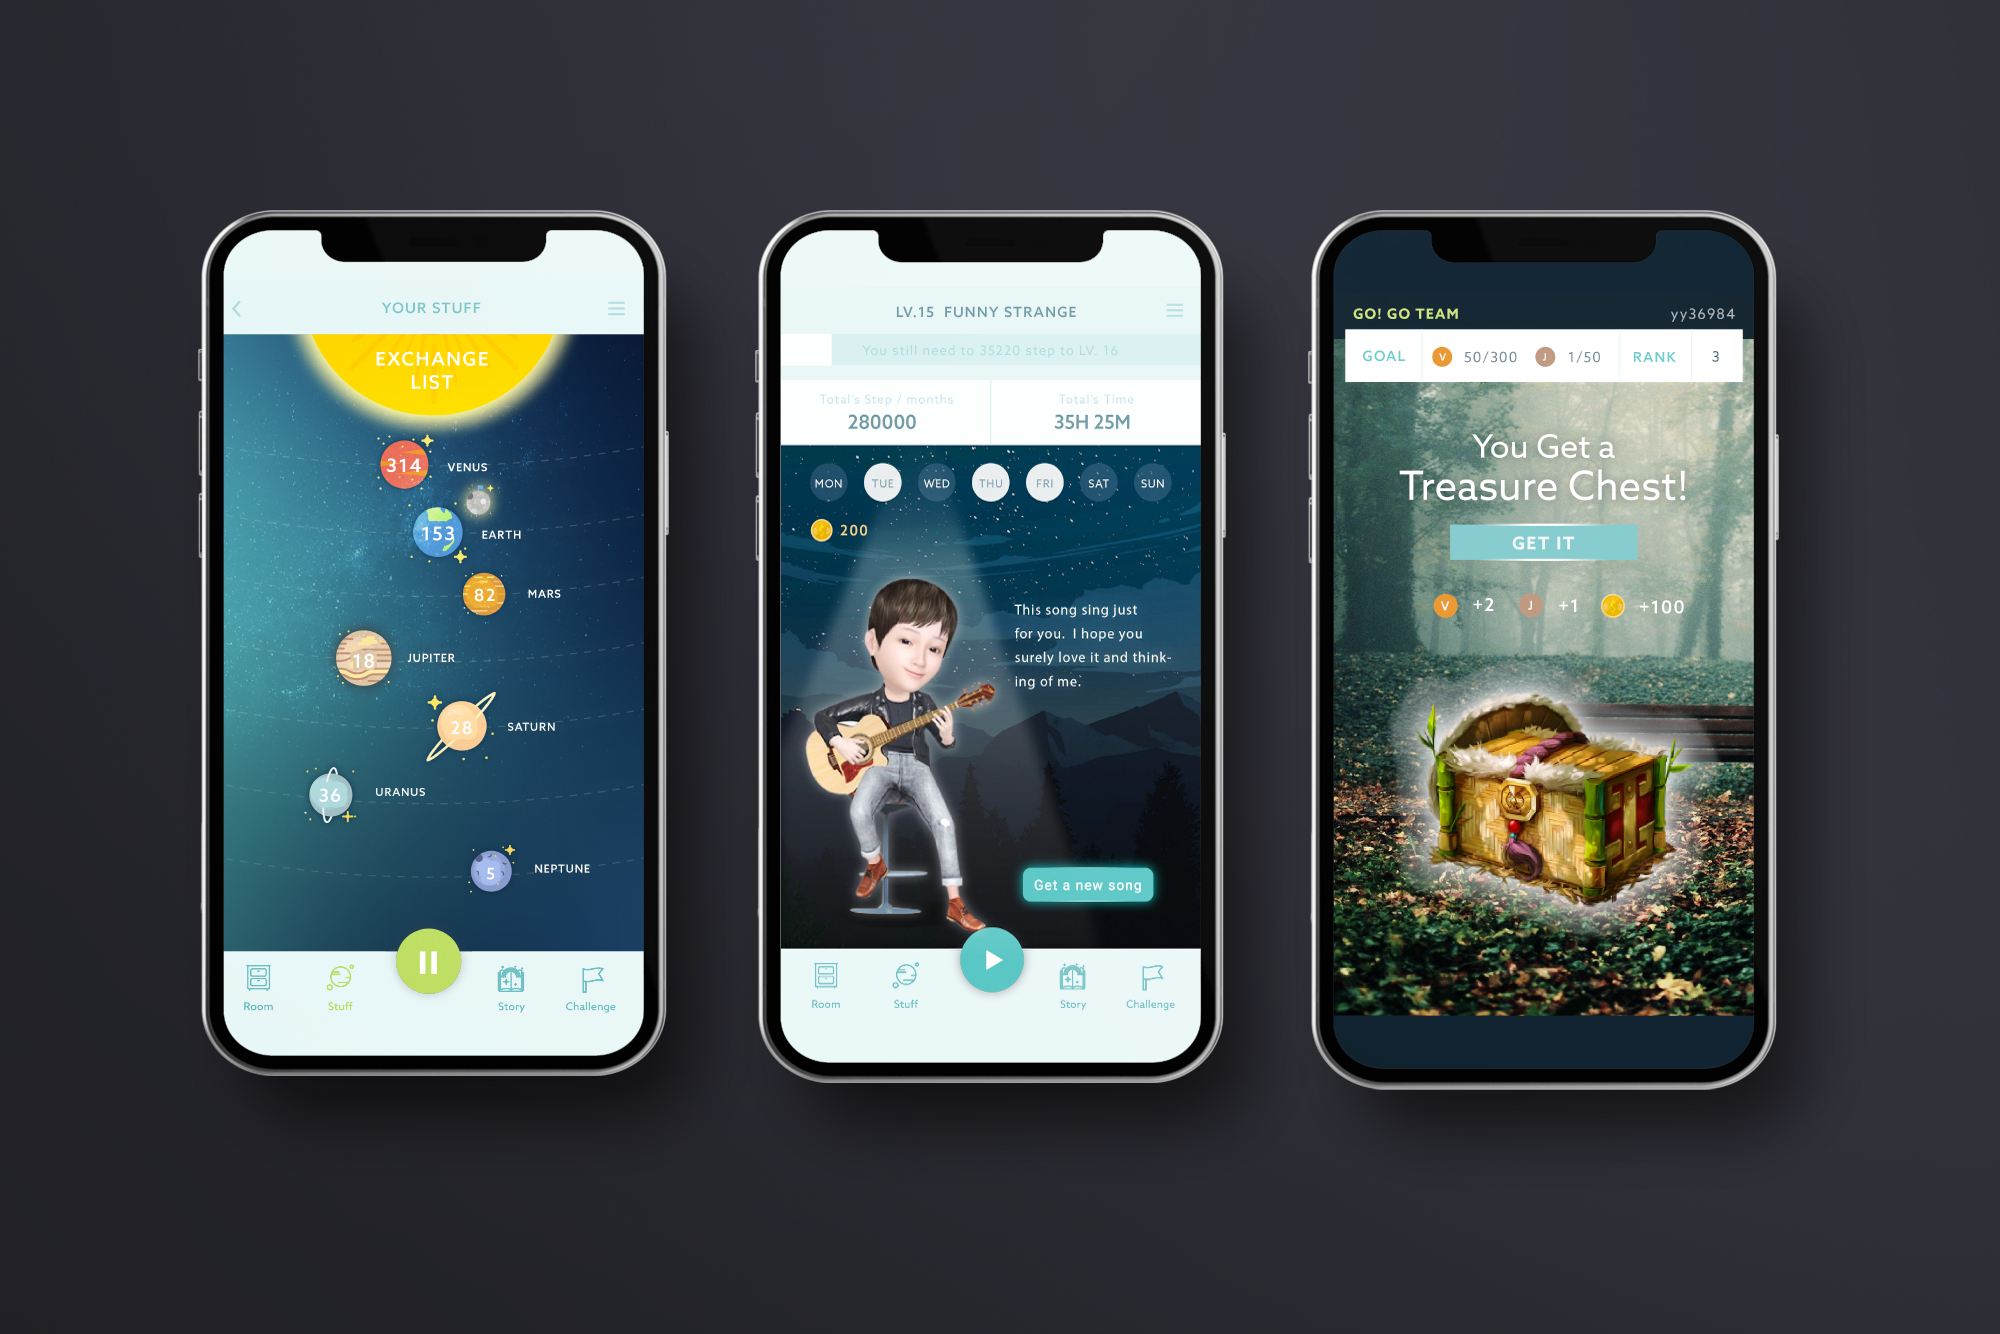 YOUR STUFF
EXCHANGE
LIST
314
VENUS
153
EARTH
82
MARS
18
JUPITER
28
SATURN
36
URANUS
5
NEPTUNE
Room
Stuff
Story
Challenge
LV.15 FUNNY STRANGE
You still need to 35220 step to LV. 16
Total's Step / months
280000
Total's Time
35H 25M
MON TUE WED THU FRI SAT SUN
200
This song sing just
for you. I hope you
surely love it and think-
ing of me.
Get a new song
Room
Stuff
Story
Challenge
GO! GO TEAM
yy36984
GOAL V 50/300 J 1/50 RANK 3
You Get a
Treasure Chest!
GET IT
V +2 J +1 +100